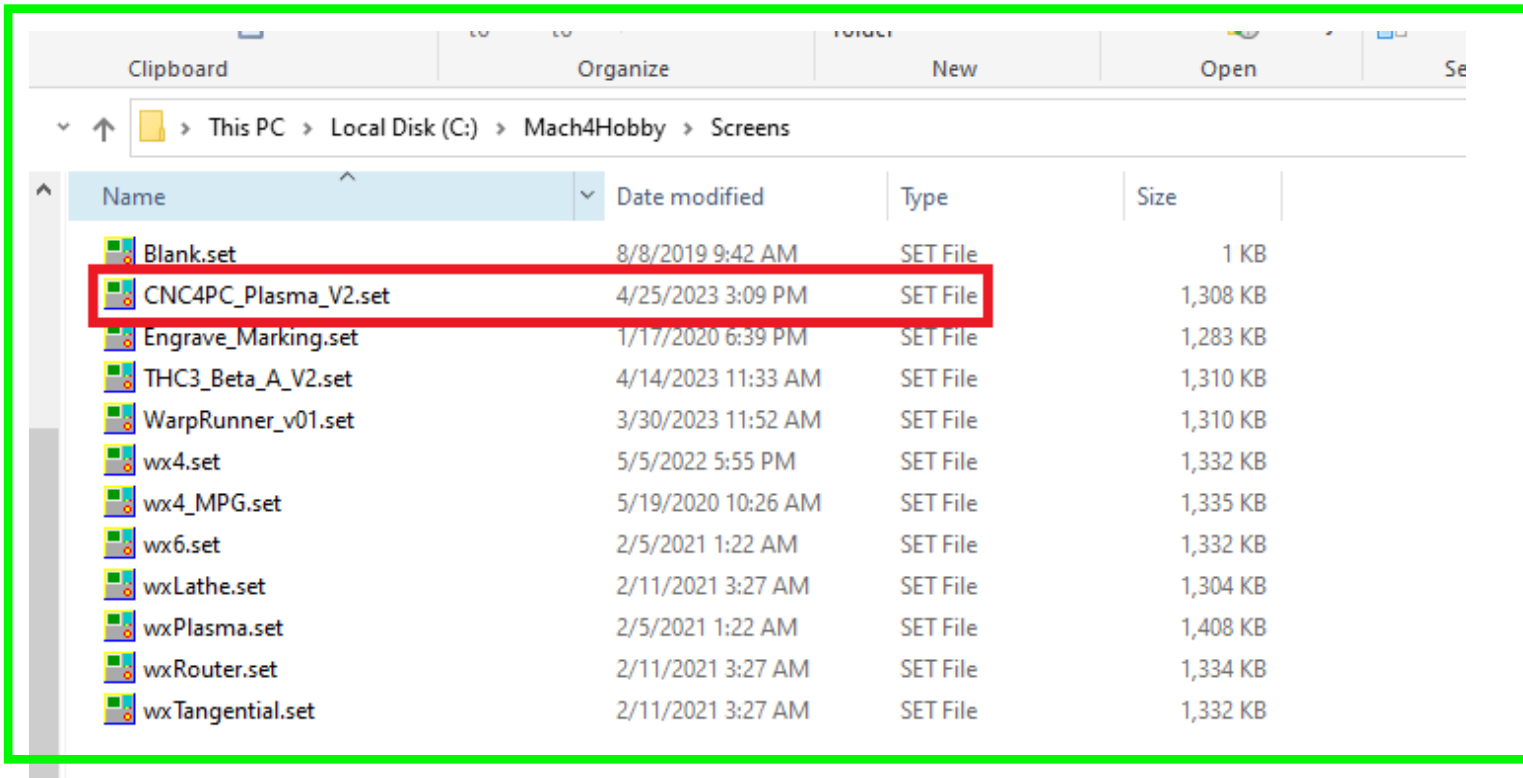 Clipboard Organize New Open
This PC > Local Disk (C:) > Mach4Hobby > Screens
Name Date modified Type Size
Blank.set 8/8/2019 9:42 AM SET File 1 KB
CNC4PC_Plasma_V2.set 4/25/2023 3:09 PM SET File 1,308 KB
Engrave_Marking.set 1/17/2020 6:39 PM SET File 1,283 KB
THC3_Beta_A_V2.set 4/14/2023 11:33 AM SET File 1,310 KB
WarpRunner_v01.set 3/30/2023 11:52 AM SET File 1,310 KB
wx4.set 5/5/2022 5:55 PM SET File 1,332 KB
wx4_MPG.set 5/19/2020 10:26 AM SET File 1,335 KB
wx6.set 2/5/2021 1:22 AM SET File 1,332 KB
wxLathe.set 2/11/2021 3:27 AM SET File 1,304 KB
wxPlasma.set 2/5/2021 1:22 AM SET File 1,408 KB
wxRouter.set 2/11/2021 3:27 AM SET File 1,334 KB
wxTangential.set 2/11/2021 3:27 AM SET File 1,332 KB